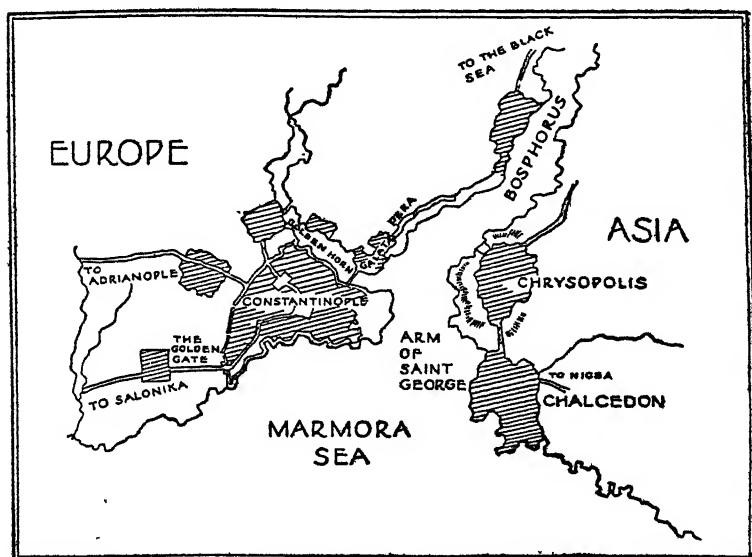 TO THE BLACK
SEA
EUROPE
BOSPHORUS
PERA
GOLDEN HORN
GALATA
ASIA
TO
ADRIANOPLE
CHRYSOPOLIS
CONSTANTINOPLE
THE
GOLDEN
GATE
ARM
OF
SAINT
GEORGE
TO NICEA
TO SALONIKA
CHALCEDON
MARMORA
SEA